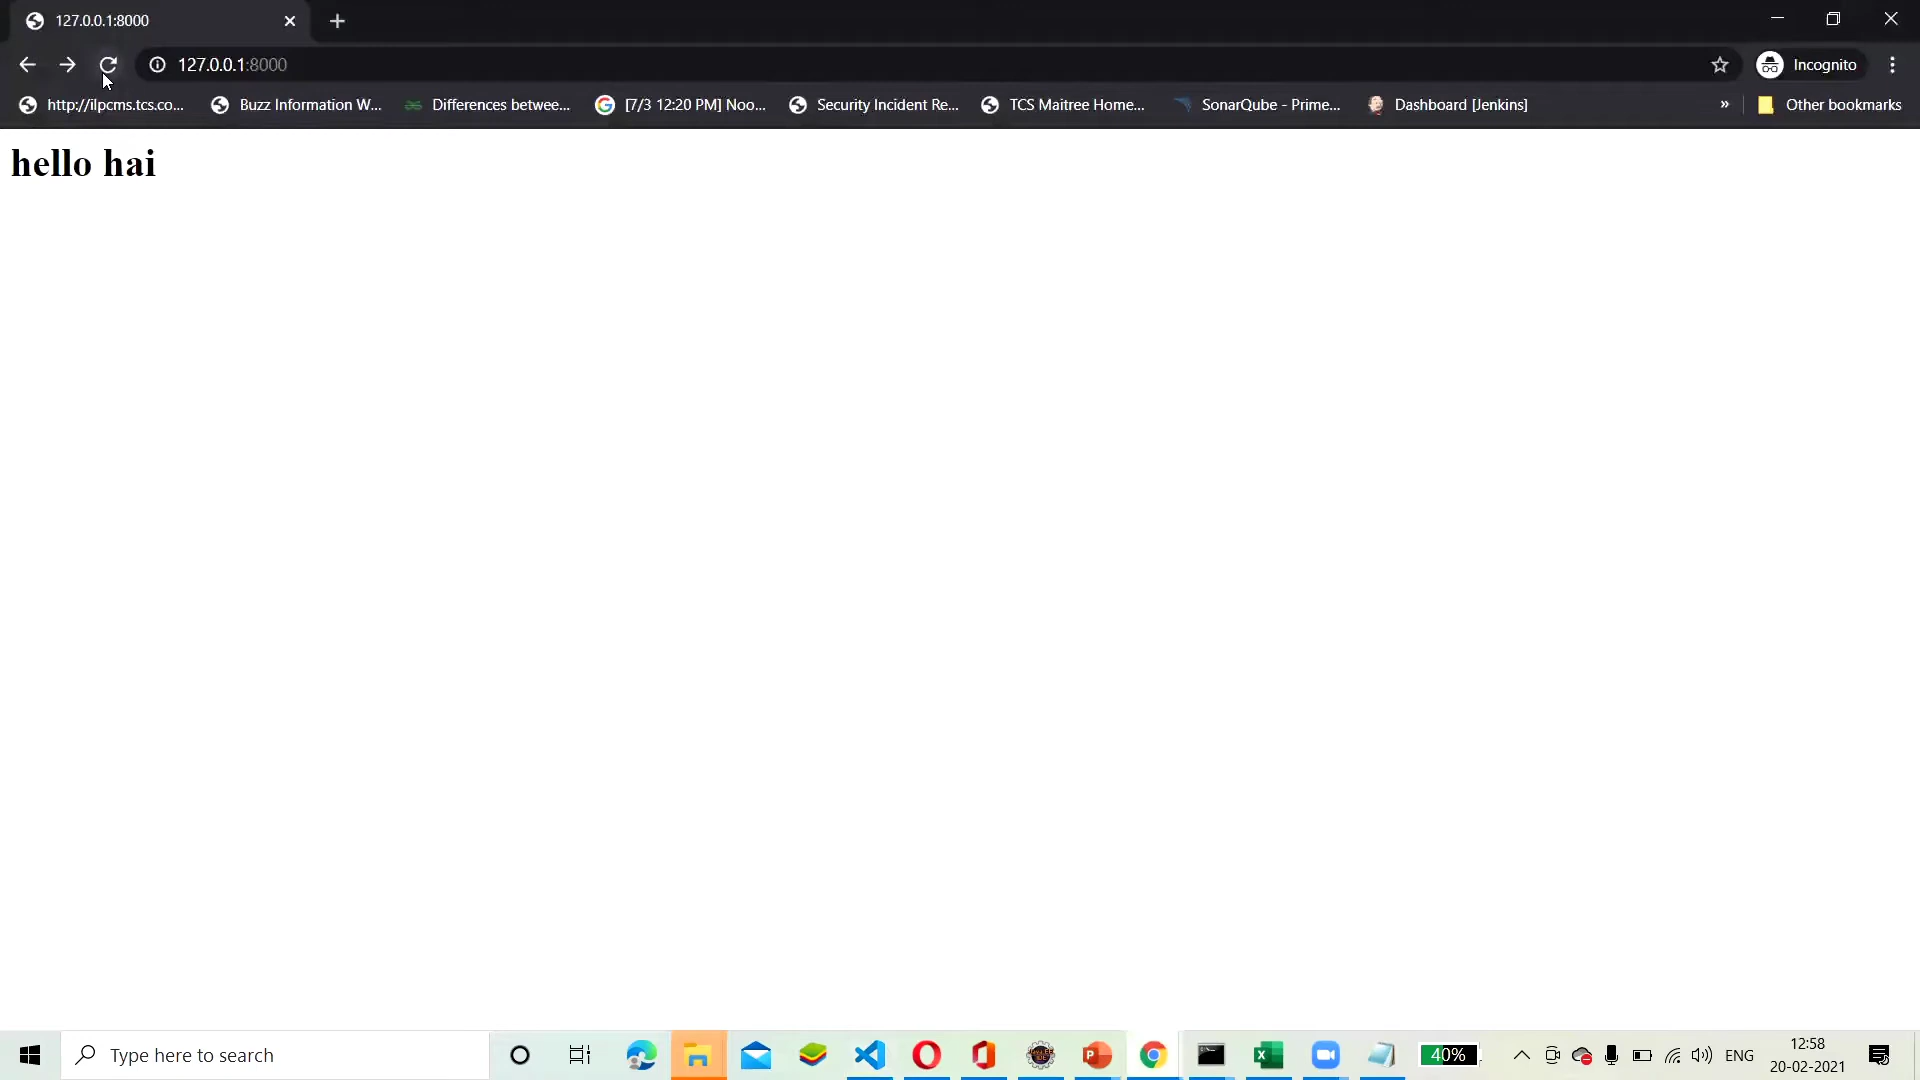 127.0.0.1:8000
127.0.0.1:8000
Incognito
http://ilpcms.tcs.co... Buzz Information W... Differences betwee... [7/3 12:20 PM] Noo... Security Incident Re... TCS Maitree Home... SonarQube - Prime... Dashboard [Jenkins] » Other bookmarks
hello hai
Type here to search
40%
ENG
12:58
20-02-2021